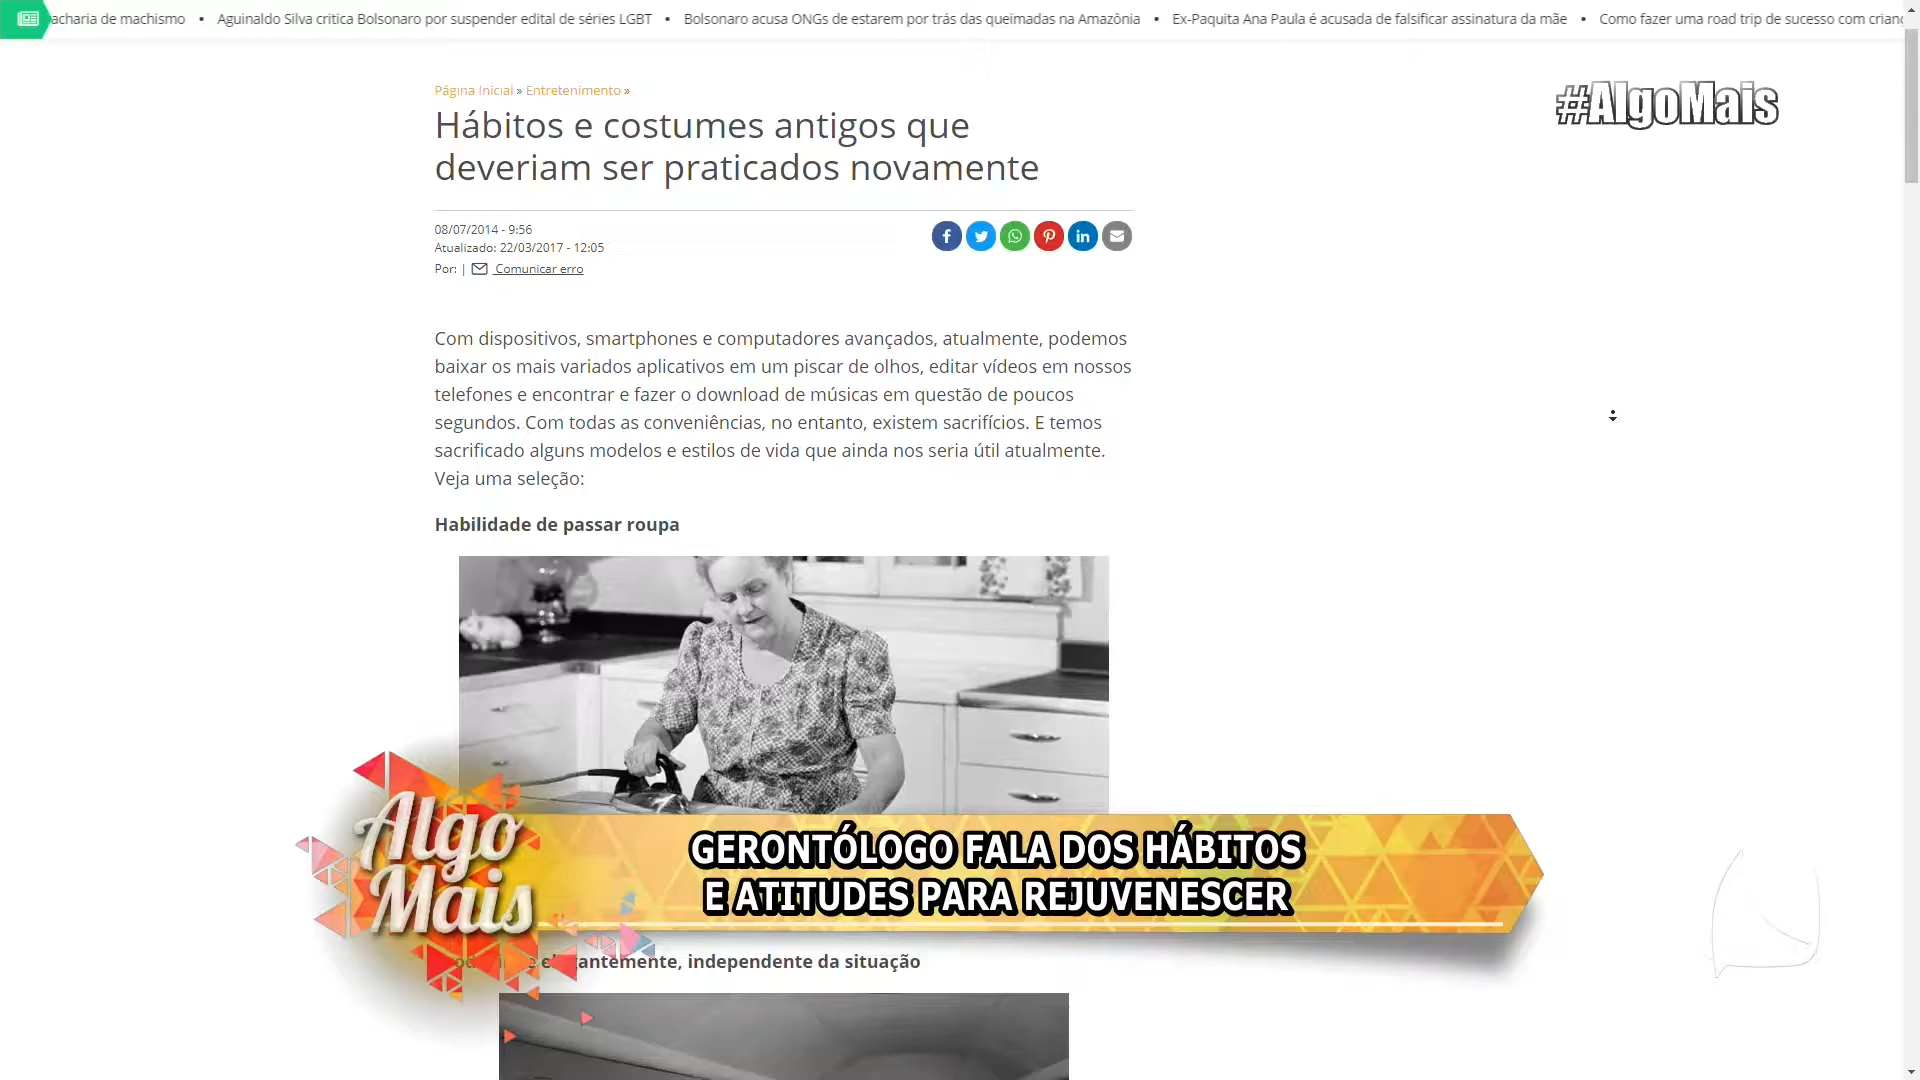 acharia de machismo • Aguinaldo Silva critica Bolsonaro por suspender edital de séries LGBT • Bolsonaro acusa ONGs de estarem por trás das queimadas na Amazônia • Ex-Paquita Ana Paula é acusada de falsificar assinatura da mãe • Como fazer uma road trip de sucesso com
Página Inicial » Entretenimento »
#AlgoMais
Hábitos e costumes antigos que
deveriam ser praticados novamente
08/07/2014 - 9:56
Atualizado: 22/03/2017 - 12:05
Por: | Comunicar erro
Com dispositivos, smartphones e computadores avançados, atualmente, podemos
baixar os mais variados aplicativos em um piscar de olhos, editar vídeos em nossos
telefones e encontrar e fazer o download de músicas em questão de poucos
segundos. Com todas as conveniências, no entanto, existem sacrifícios. E temos
sacrificado alguns modelos e estilos de vida que ainda nos seria útil atualmente.
Veja uma seleção:
Habilidade de passar roupa
Algo
Mais
GERONTÓLOGO FALA DOS HÁBITOS
E ATITUDES PARA REJUVENESCER
antemente, independente da situação